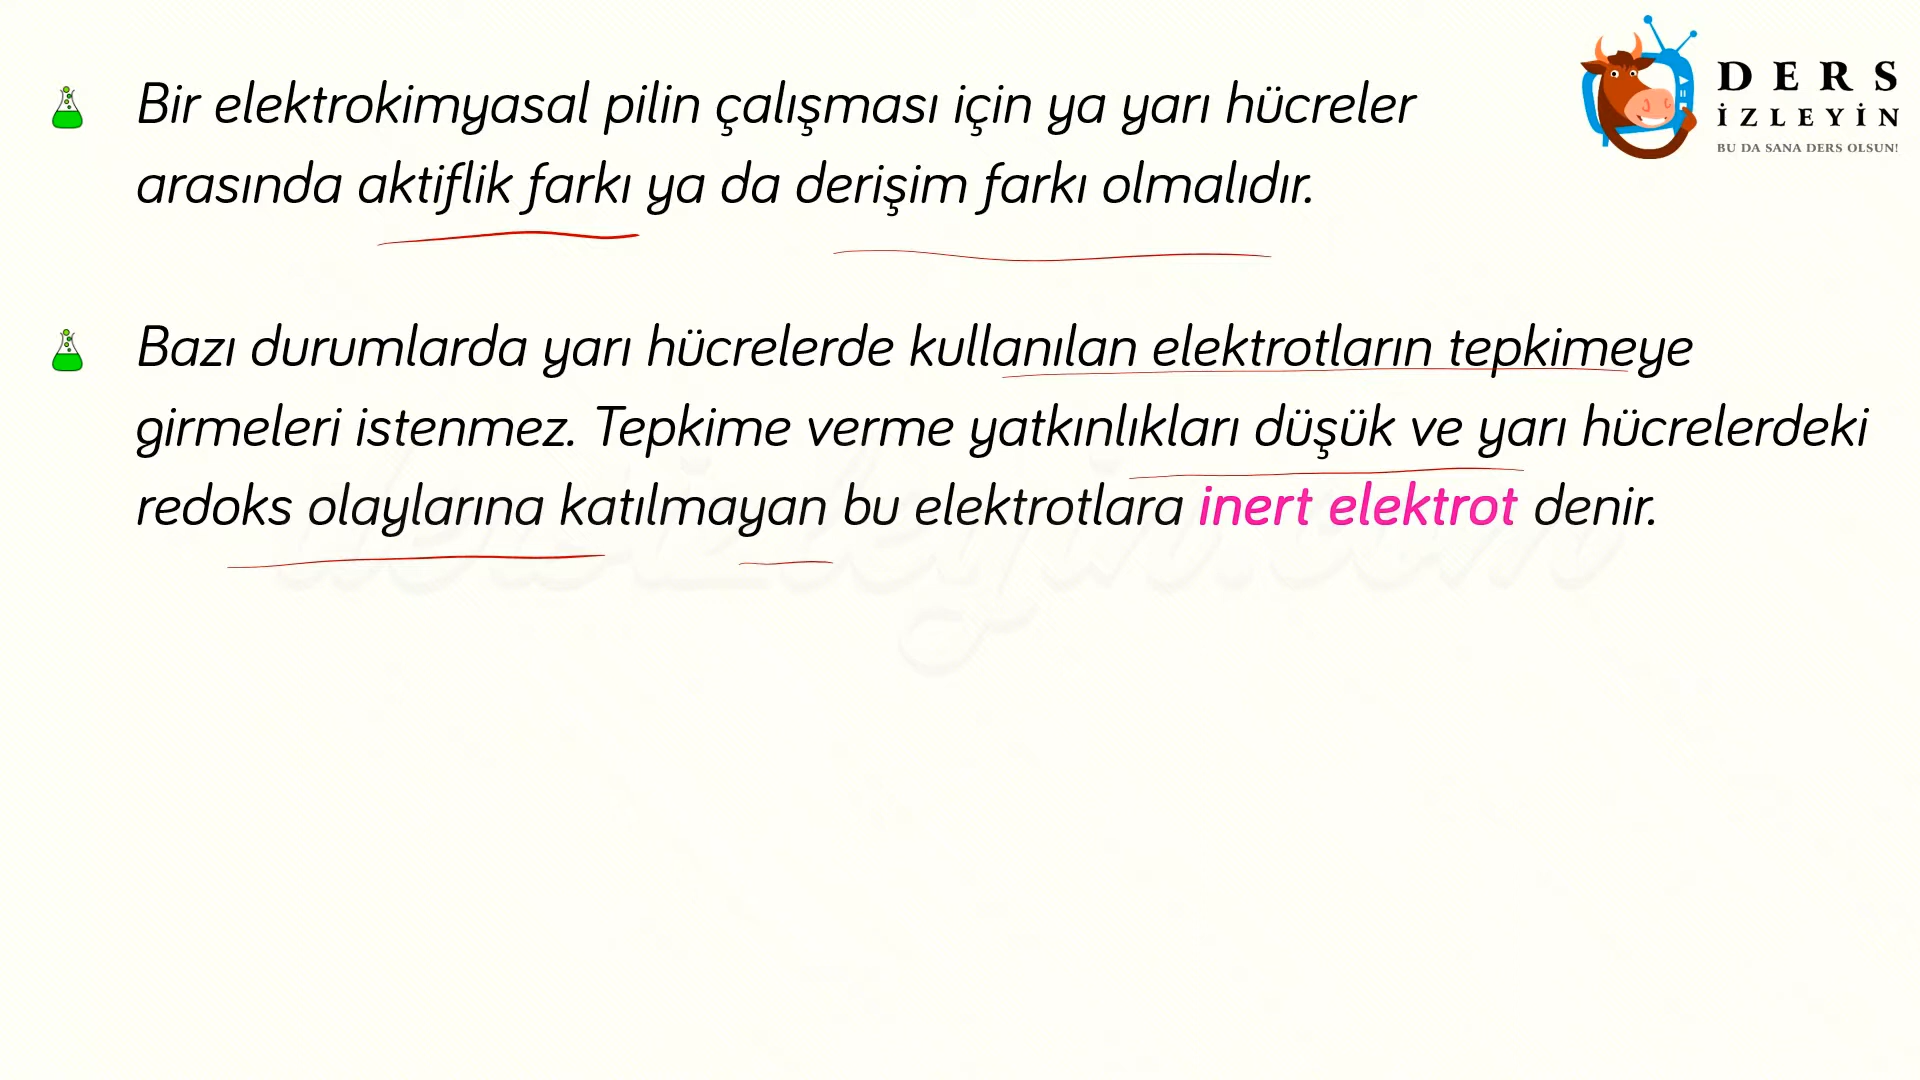 Bir elektrokimyasal pilin çalışması için ya yarı hücreler
arasında aktiflik farkı ya da derişim farkı olmalıdır.
Bazı durumlarda yarı hücrelerde kullanılan elektrotların tepkimeye
girmeleri istenmez. Tepkime verme yatkınlıkları düşük ve yarı hücrelerdeki
redoks olaylarına katılmayan bu elektrotlara inert elektrot denir.
DERS
İZLEYİN
BU DA SANA DERS OLSUN!
dersizleyin.com